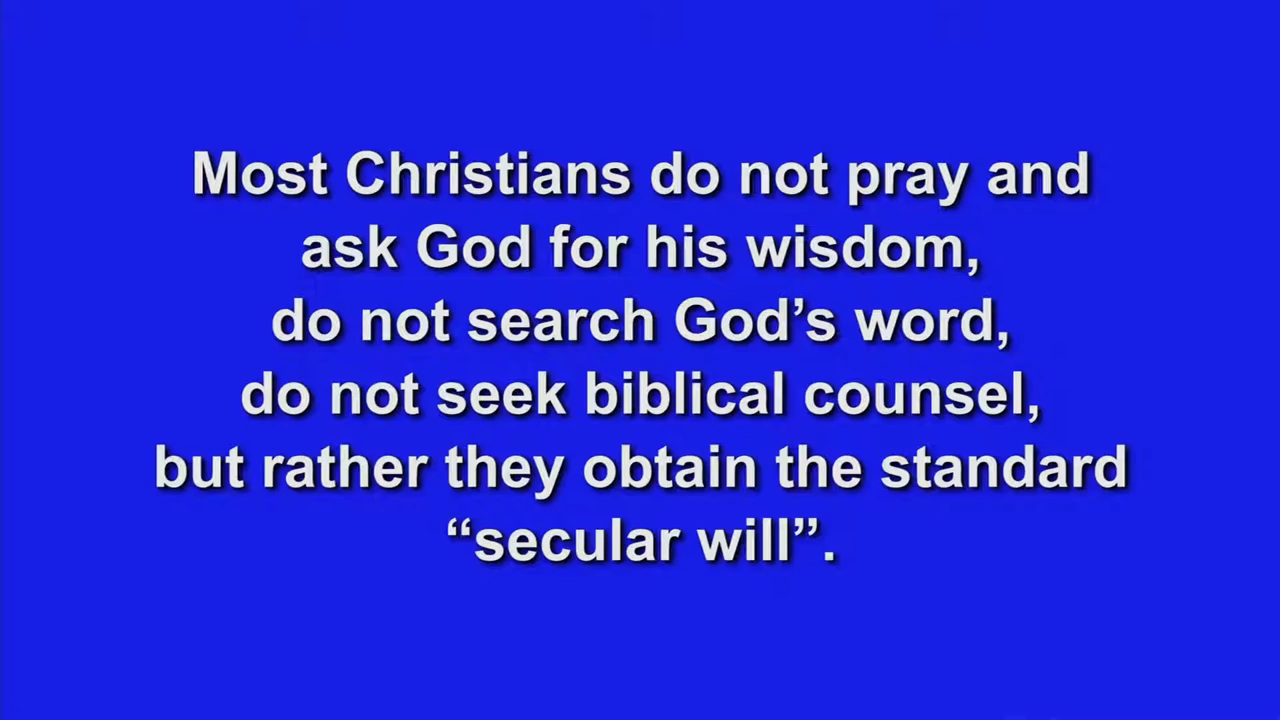 Most Christians do not pray and
ask God for his wisdom,
do not search God’s word,
do not seek biblical counsel,
but rather they obtain the standard
“secular will”.